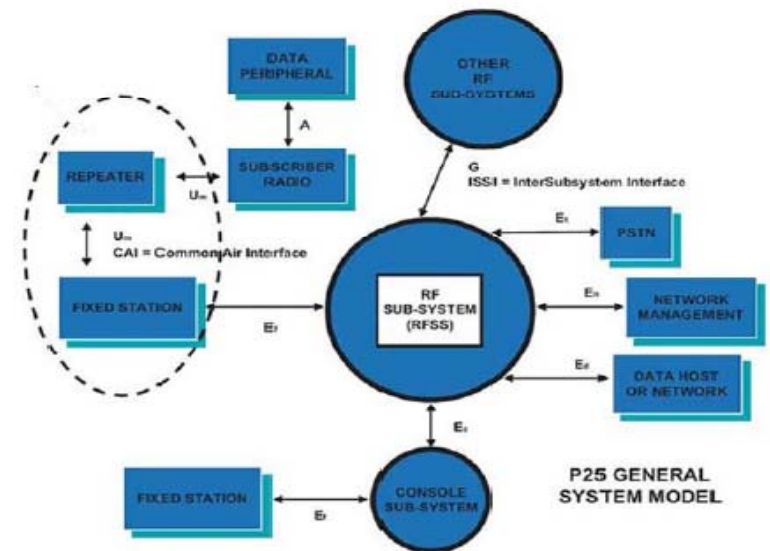 DATA
PERIPHERAL
A
OTHER
RF
SUB-SYSTEMS
REPEATER
Um
SUBSCRIBER
RADIO
G
ISSI = InterSubsystem Interface
Um
CAI = Common Air Interface
PSTN
RF
SUB-SYSTEM
(RFSS)
En
NETWORK
MANAGEMENT
FIXED STATION
Ef
Ed
DATA HOST
OR NETWORK
P25 GENERAL
SYSTEM MODEL
FIXED STATION
Ef
CONSOLE
SUB-SYSTEM